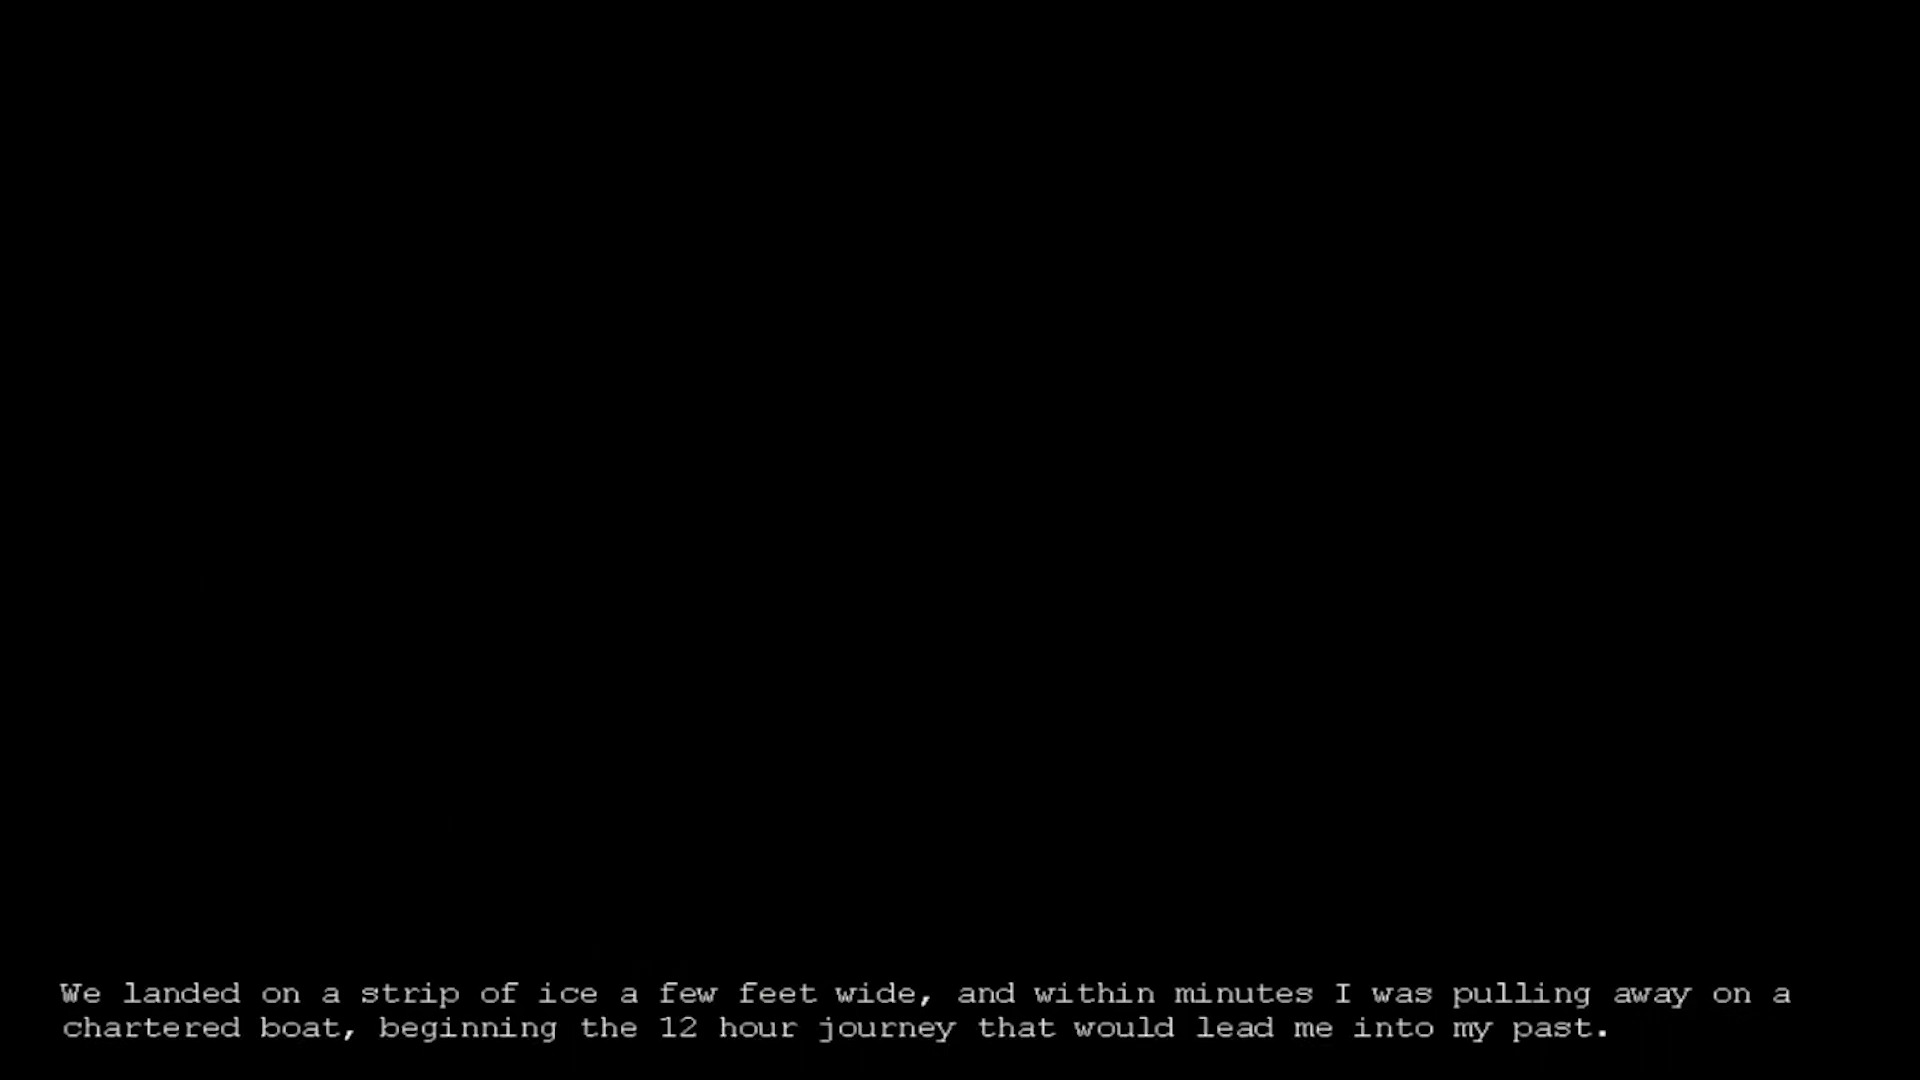 We landed on a strip of ice a few feet wide, and within minutes I was pulling away on a
chartered boat, beginning the 12 hour journey that would lead me into my past.